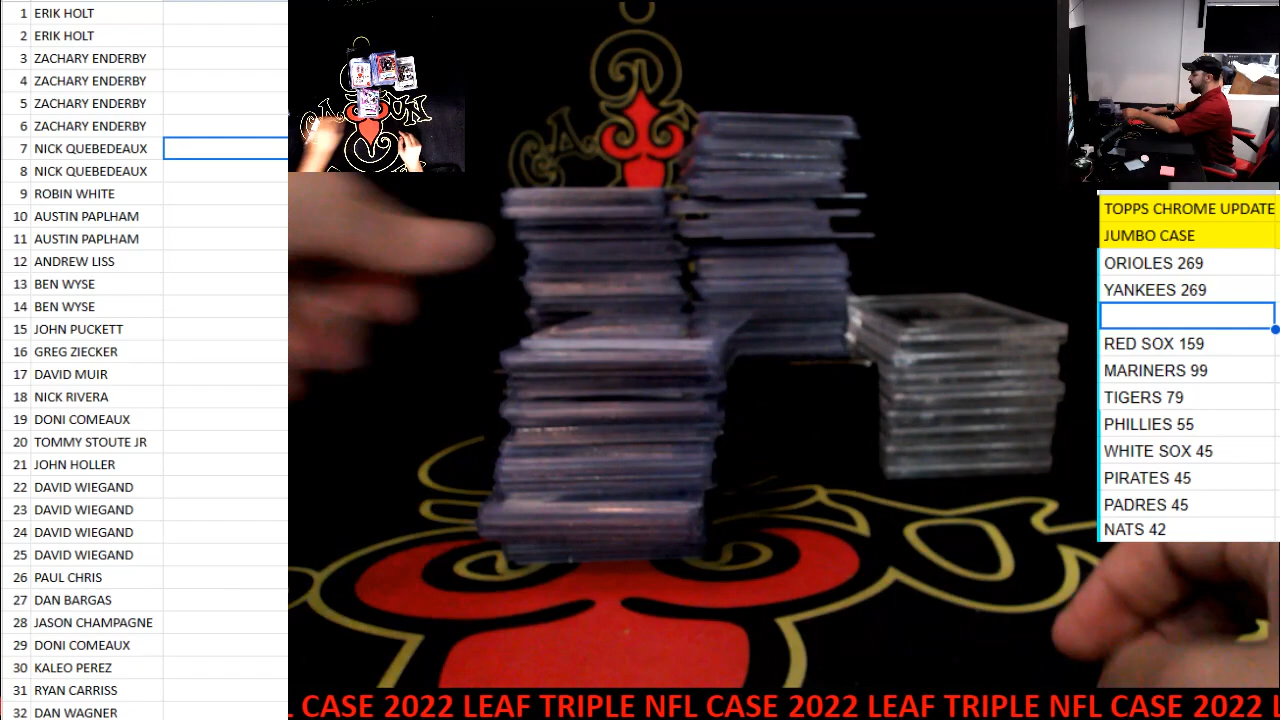 1 ERIK HOLT
2 ERIK HOLT
3 ZACHARY ENDERBY
4 ZACHARY ENDERBY
5 ZACHARY ENDERBY
6 ZACHARY ENDERBY
7 NICK QUEBEDEAUX
8 NICK QUEBEDEAUX
9 ROBIN WHITE
10 AUSTIN PAPLHAM
11 AUSTIN PAPLHAM
12 ANDREW LISS
13 BEN WYSE
14 BEN WYSE
15 JOHN PUCKETT
16 GREG ZIECKER
17 DAVID MUIR
18 NICK RIVERA
19 DONI COMEAUX
20 TOMMY STOUTE JR
21 JOHN HOLLER
22 DAVID WIEGAND
23 DAVID WIEGAND
24 DAVID WIEGAND
25 DAVID WIEGAND
26 PAUL CHRIS
27 DAN BARGAS
28 JASON CHAMPAGNE
29 DONI COMEAUX
30 KALEO PEREZ
31 RYAN CARRISS
32 DAN WAGNER
TOPPS CHROME UPDATE
JUMBO CASE
ORIOLES 269
YANKEES 269
RED SOX 159
MARINERS 99
TIGERS 79
PHILLIES 55
WHITE SOX 45
PIRATES 45
PADRES 45
NATS 42
CASE 2022 LEAF TRIPLE NFL CASE 2022 LEAF TRIPLE NFL CASE 2022